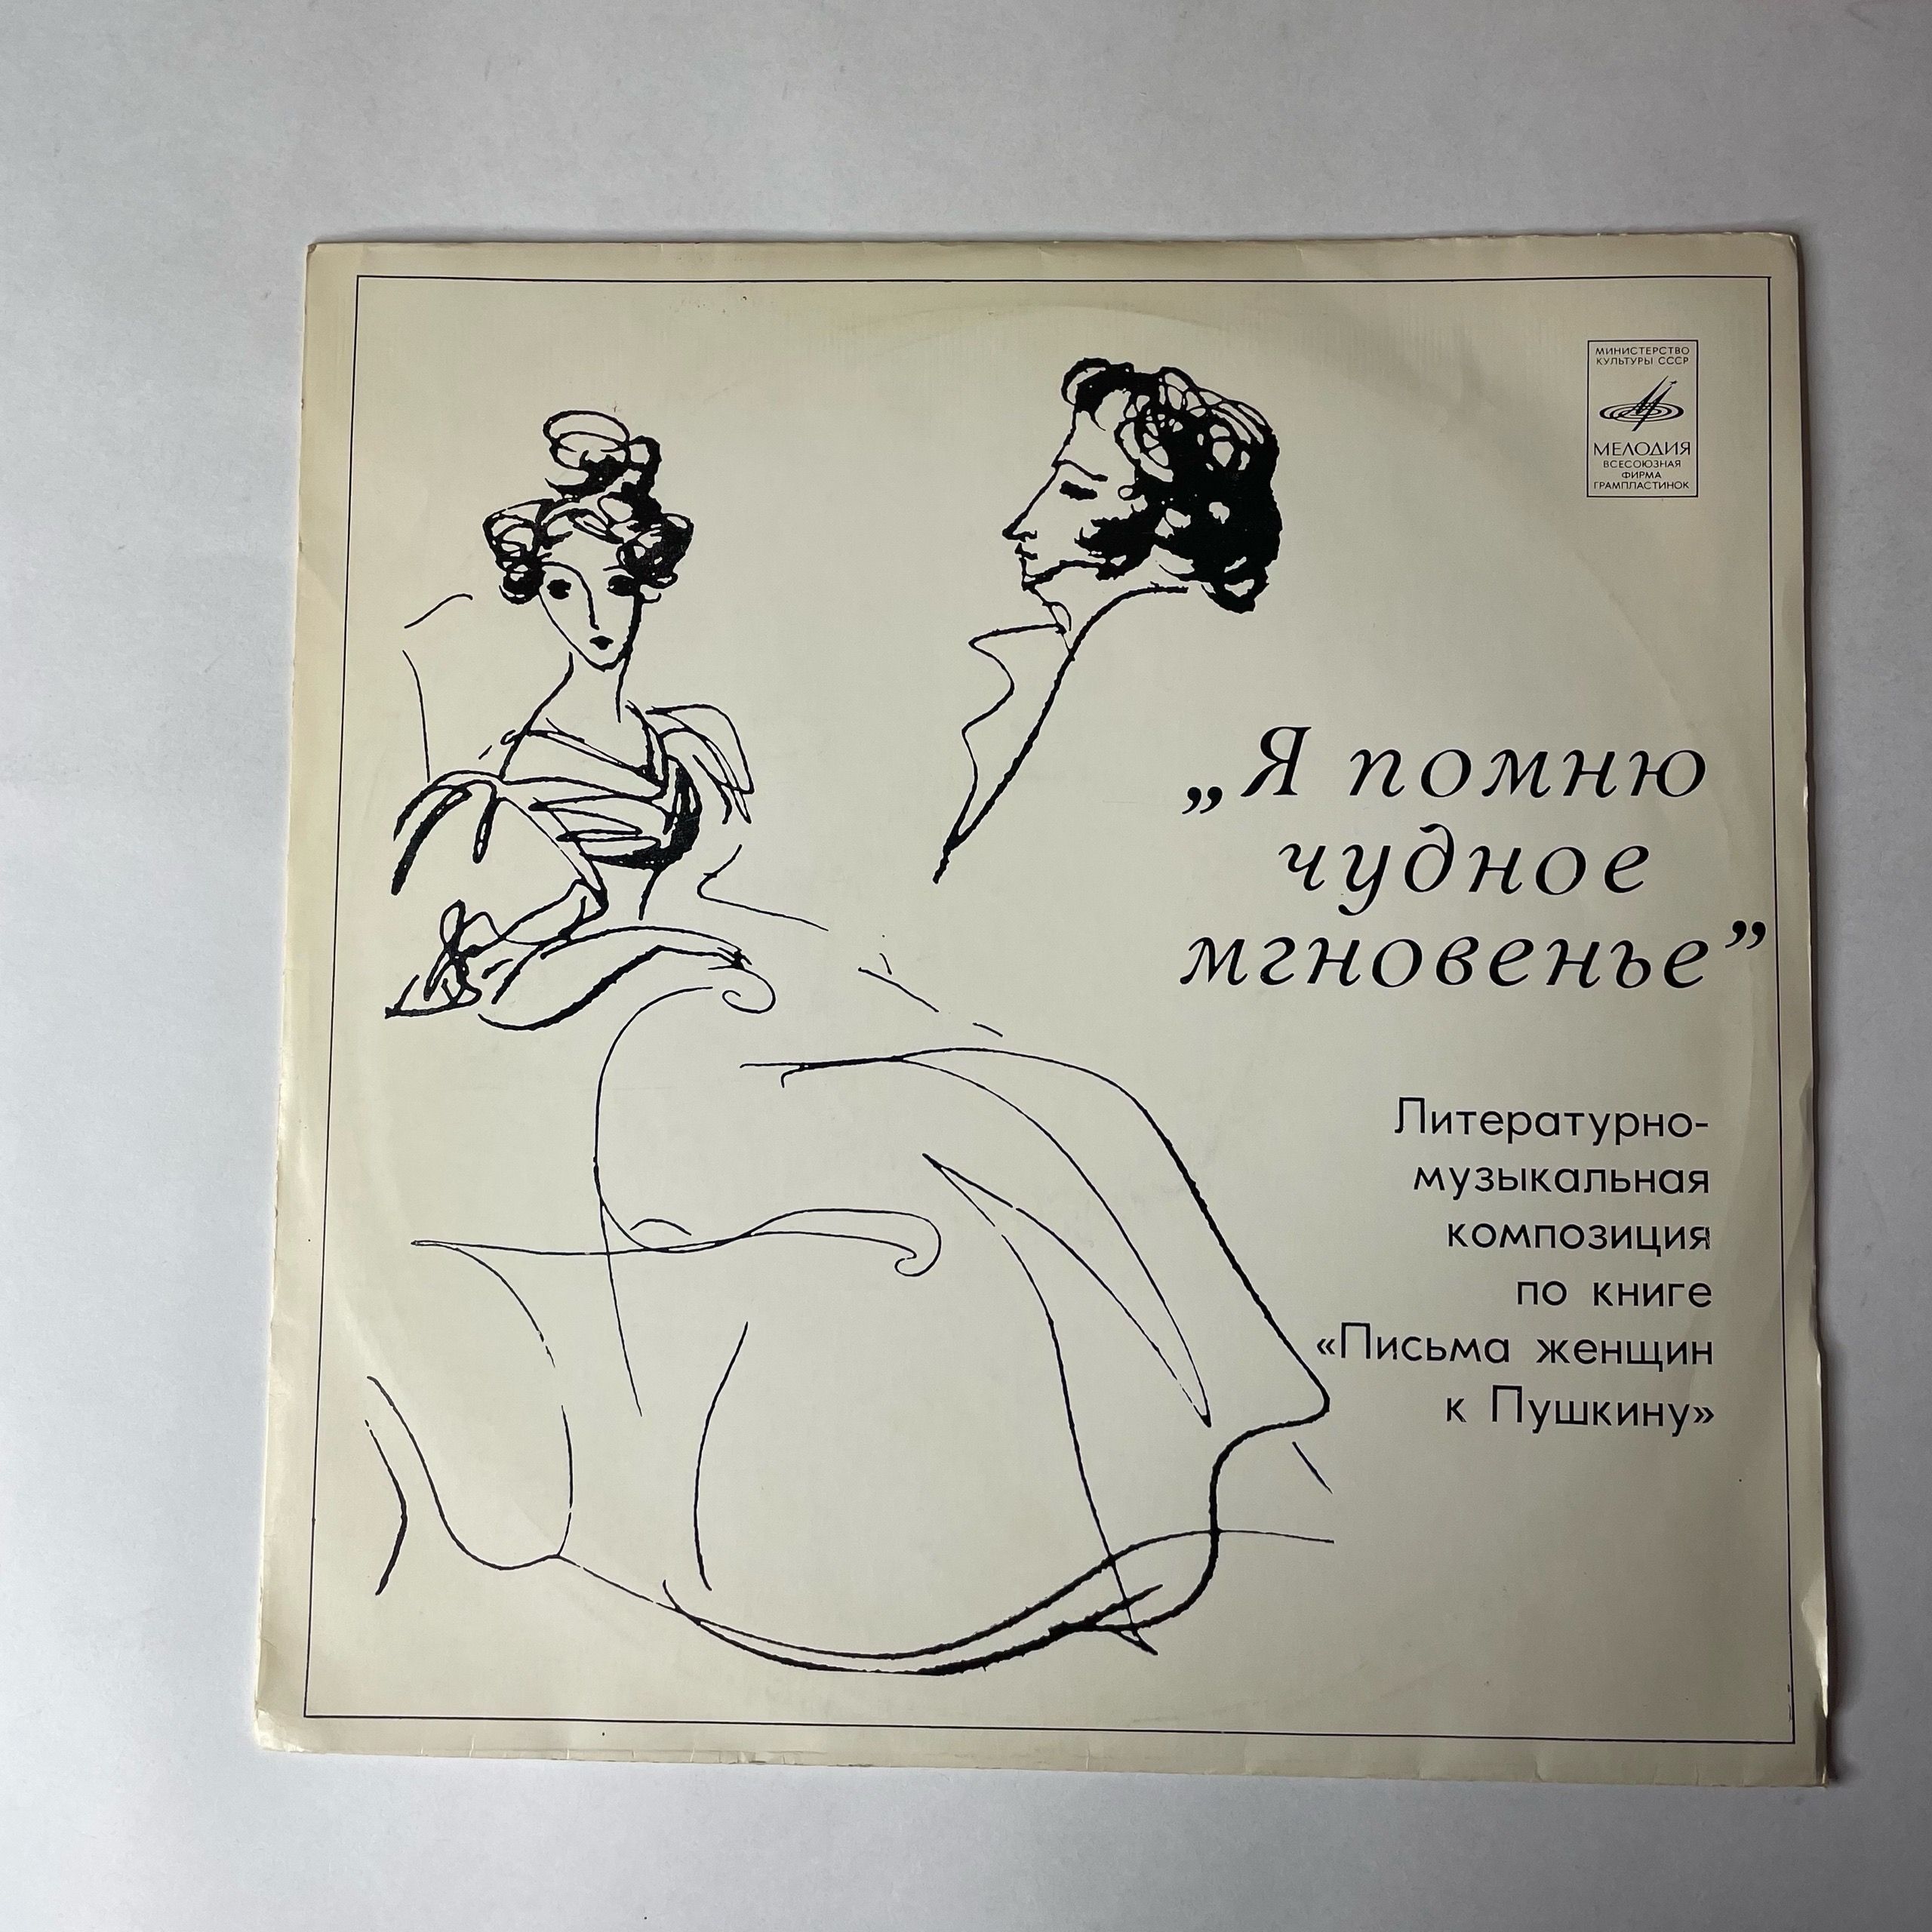 МИНИСТЕРСТВО
КУЛЬТУРЫ СССР
МЕЛОДИЯ
ВСЕСОЮЗНАЯ
ФИРМА
ГРАМПЛАСТИНОК
„Я помню
чудное
мгновенье”
Литературно-
музыкальная
композиция
по книге
«Письма женщин
к Пушкину»